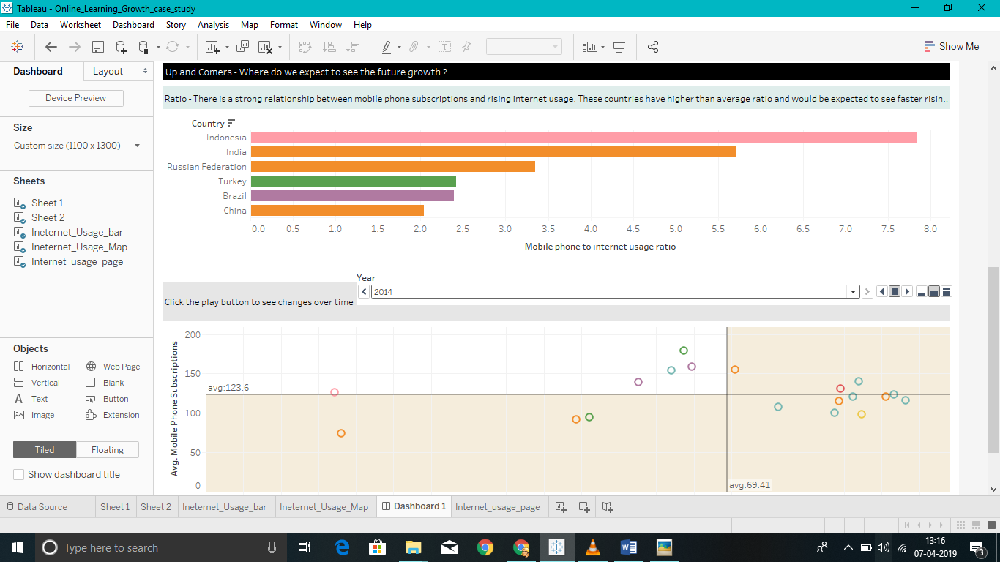 Tableau - Online_Learning_Growth_case_study
File Data Worksheet Dashboard Story Analysis Map Format Window Help
Show Me
Dashboard Layout
Device Preview
Size
Custom size (1100 x 1300)
Sheets
Sheet 1
Sheet 2
Ineternet_Usage_bar
Ineternet_Usage_Map
Internet_usage_page
Objects
Horizontal Web Page
Vertical Blank
A Text Button
Image Extension
Tiled Floating
Show dashboard title
Up and Comers - Where do we expect to see the future growth ?
Ratio - There is a strong relationship between mobile phone subscriptions and rising internet usage. These countries have higher than average ratio and would be expected to see faster risin..
Country
Indonesia
India
Russian Federation
Turkey
Brazil
China
0.0 0.5 1.0 1.5 2.0 2.5 3.0 3.5 4.0 4.5 5.0 5.5 6.0 6.5 7.0 7.5 8.0
Mobile phone to internet usage ratio
Year
2014
Click the play button to see changes over time
Avg. Mobile Phone Subscriptions
200
150
avg:123.6
100
50
0
avg:69.41
Data Source Sheet 1 Sheet 2 Ineternet_Usage_bar Ineternet_Usage_Map Dashboard 1 Internet_usage_page
Type here to search
13:16
07-04-2019
3